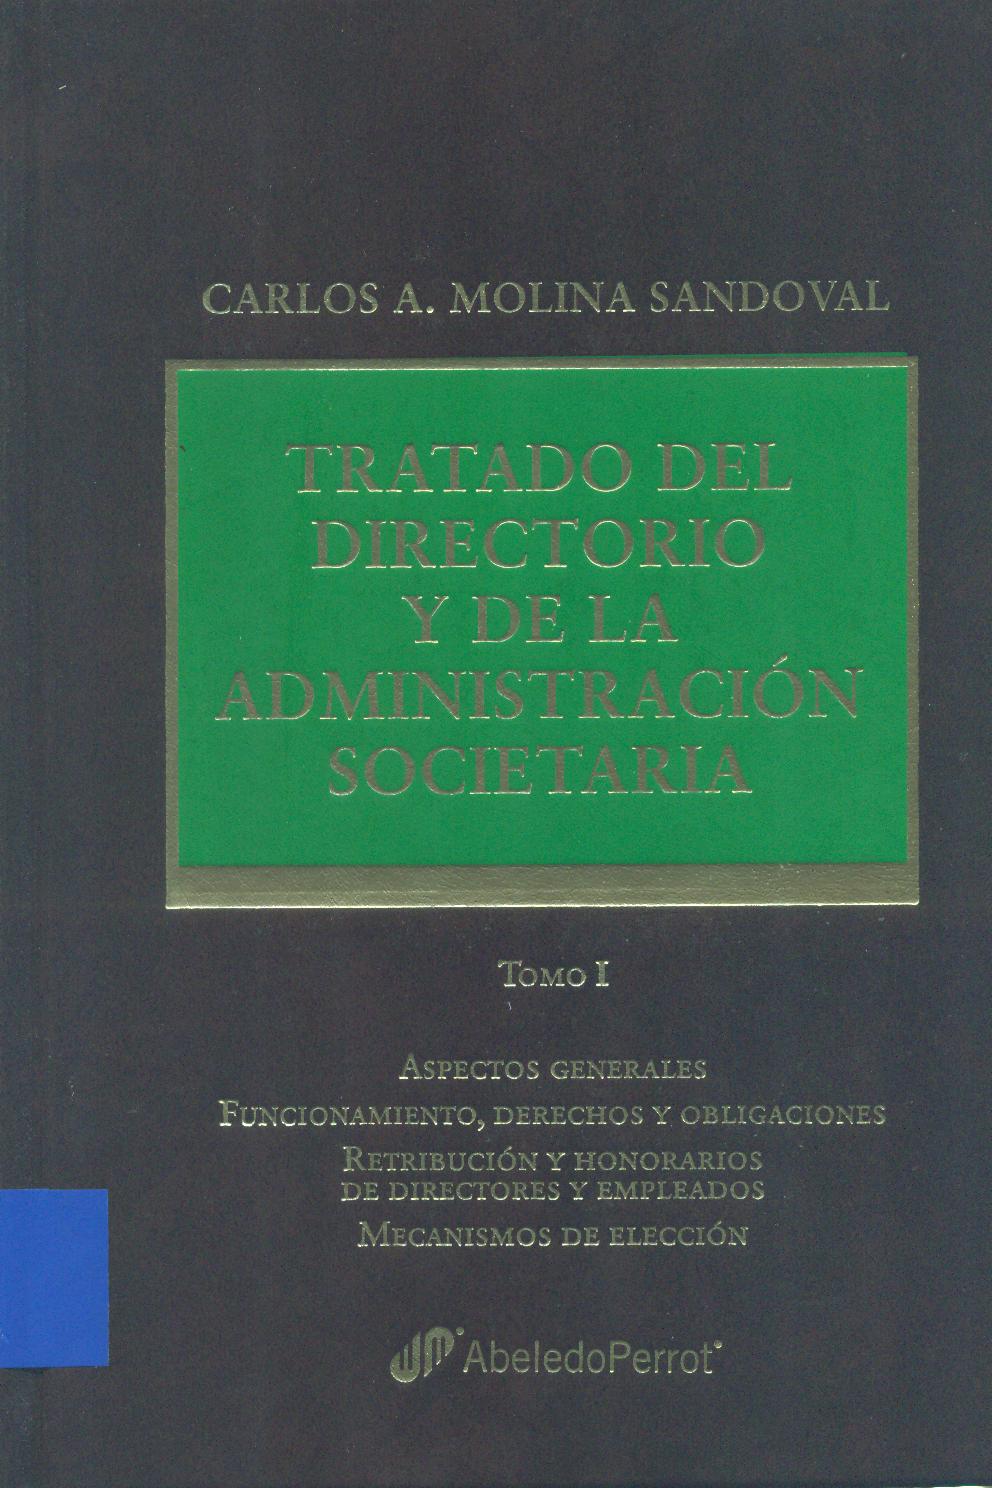 CARLOS A. MOLINA SANDOVAL
TRATADO DEL
DIRECTORIO
Y DE LA
ADMINISTRACIÓN
SOCIETARIA
TOMO I
ASPECTOS GENERALES
FUNCIONAMIENTO, DERECHOS Y OBLIGACIONES
RETRIBUCIÓN Y HONORARIOS
DE DIRECTORES Y EMPLEADOS
MECANISMOS DE ELECCIÓN
AbeledoPerrot